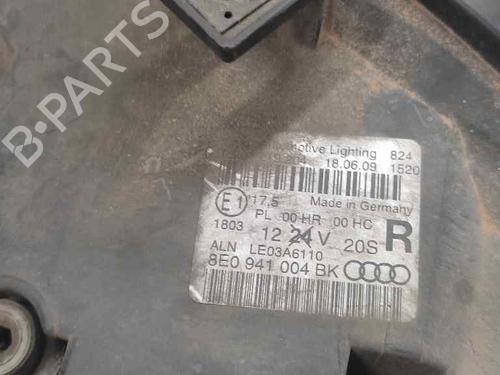 B-PARTS
Lighting 824
18.06.09 1520
E1 17,5 Made in Germany
PL 00 HR 00 HC
1803 12 24 V 20S R
ALN LE03A6110
8E0 941 004 BK